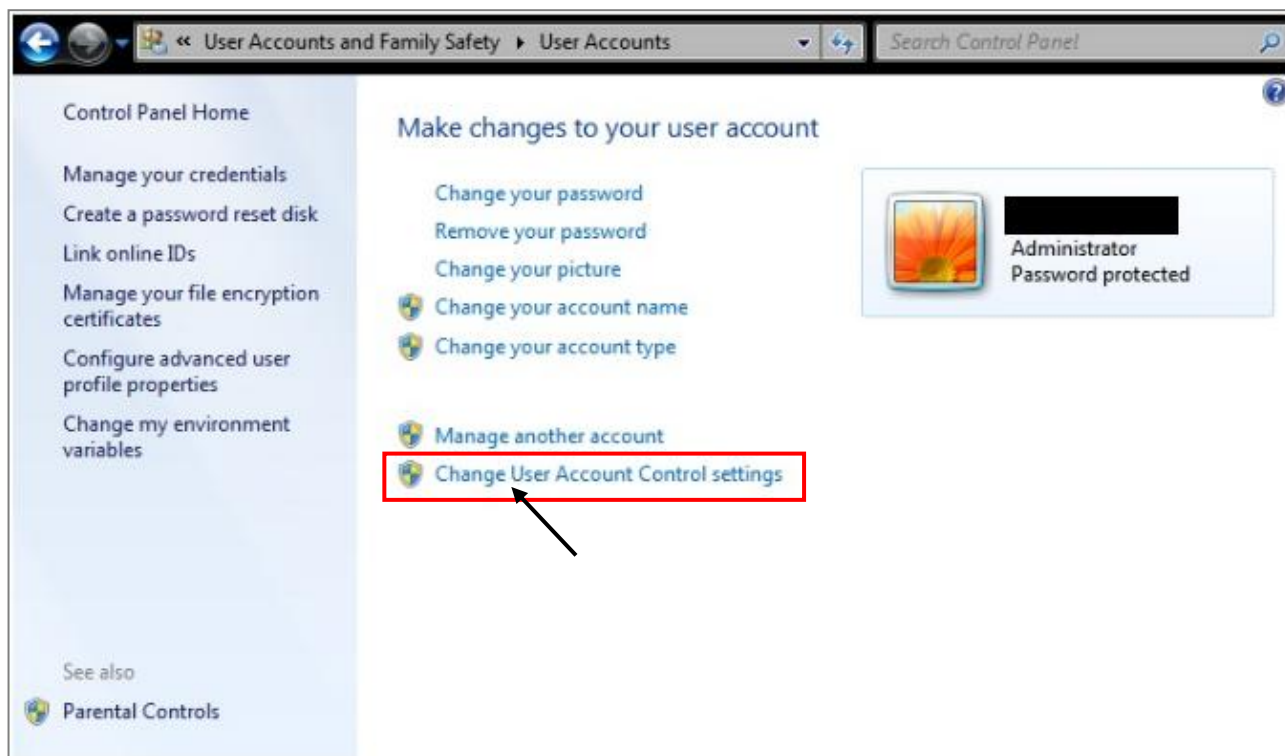 « User Accounts and Family Safety ▸ User Accounts
Search Control Panel
Control Panel Home
Manage your credentials
Create a password reset disk
Link online IDs
Manage your file encryption
certificates
Configure advanced user
profile properties
Change my environment
variables
See also
Parental Controls
Make changes to your user account
Change your password
Remove your password
Change your picture
Change your account name
Change your account type
Manage another account
Change User Account Control settings
Administrator
Password protected